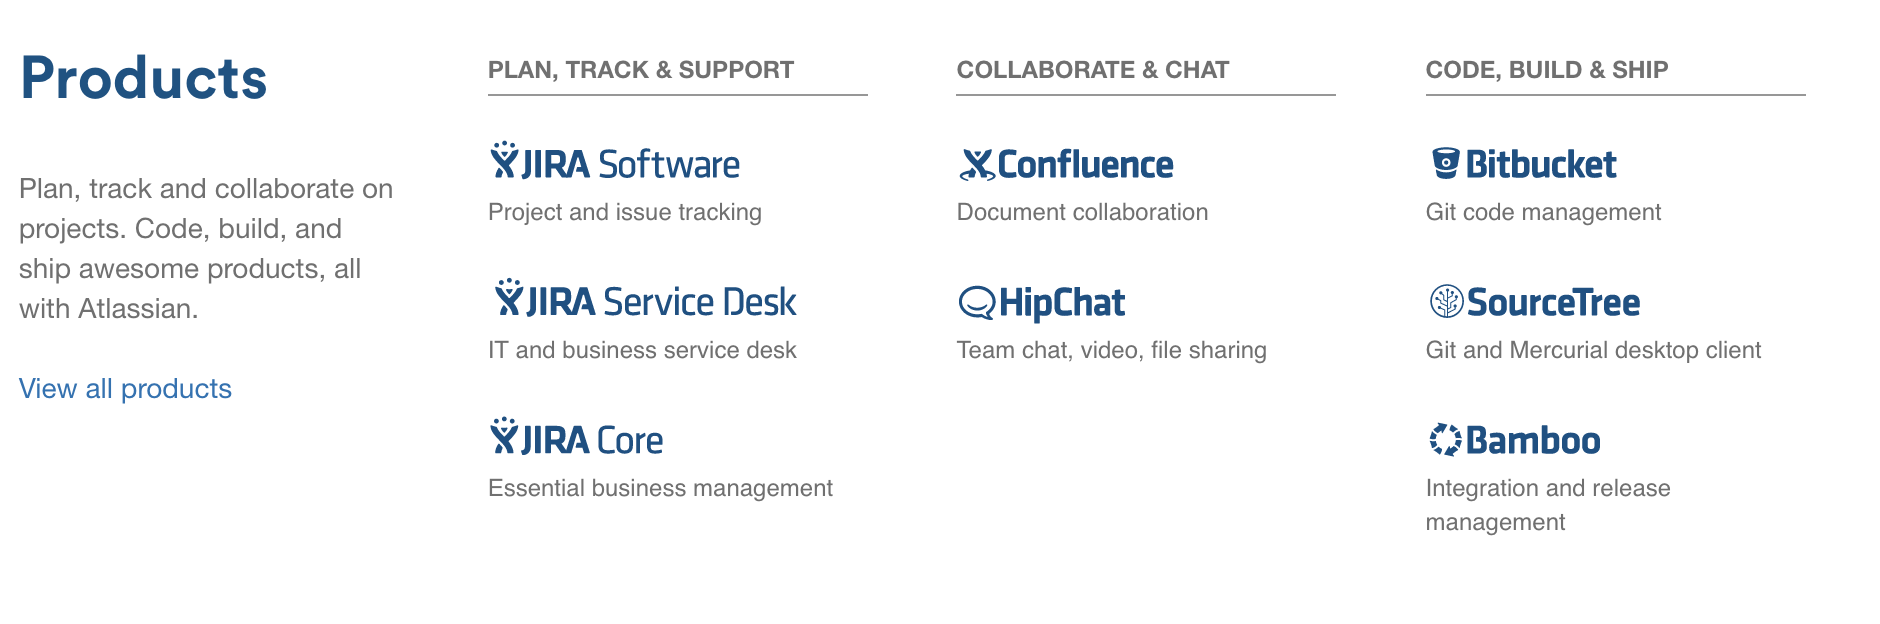 Products
Plan, track and collaborate on
projects. Code, build, and
ship awesome products, all
with Atlassian.
View all products
PLAN, TRACK & SUPPORT
JIRA Software
Project and issue tracking
JIRA Service Desk
IT and business service desk
JIRA Core
Essential business management
COLLABORATE & CHAT
Confluence
Document collaboration
HipChat
Team chat, video, file sharing
CODE, BUILD & SHIP
Bitbucket
Git code management
SourceTree
Git and Mercurial desktop client
Bamboo
Integration and release
management